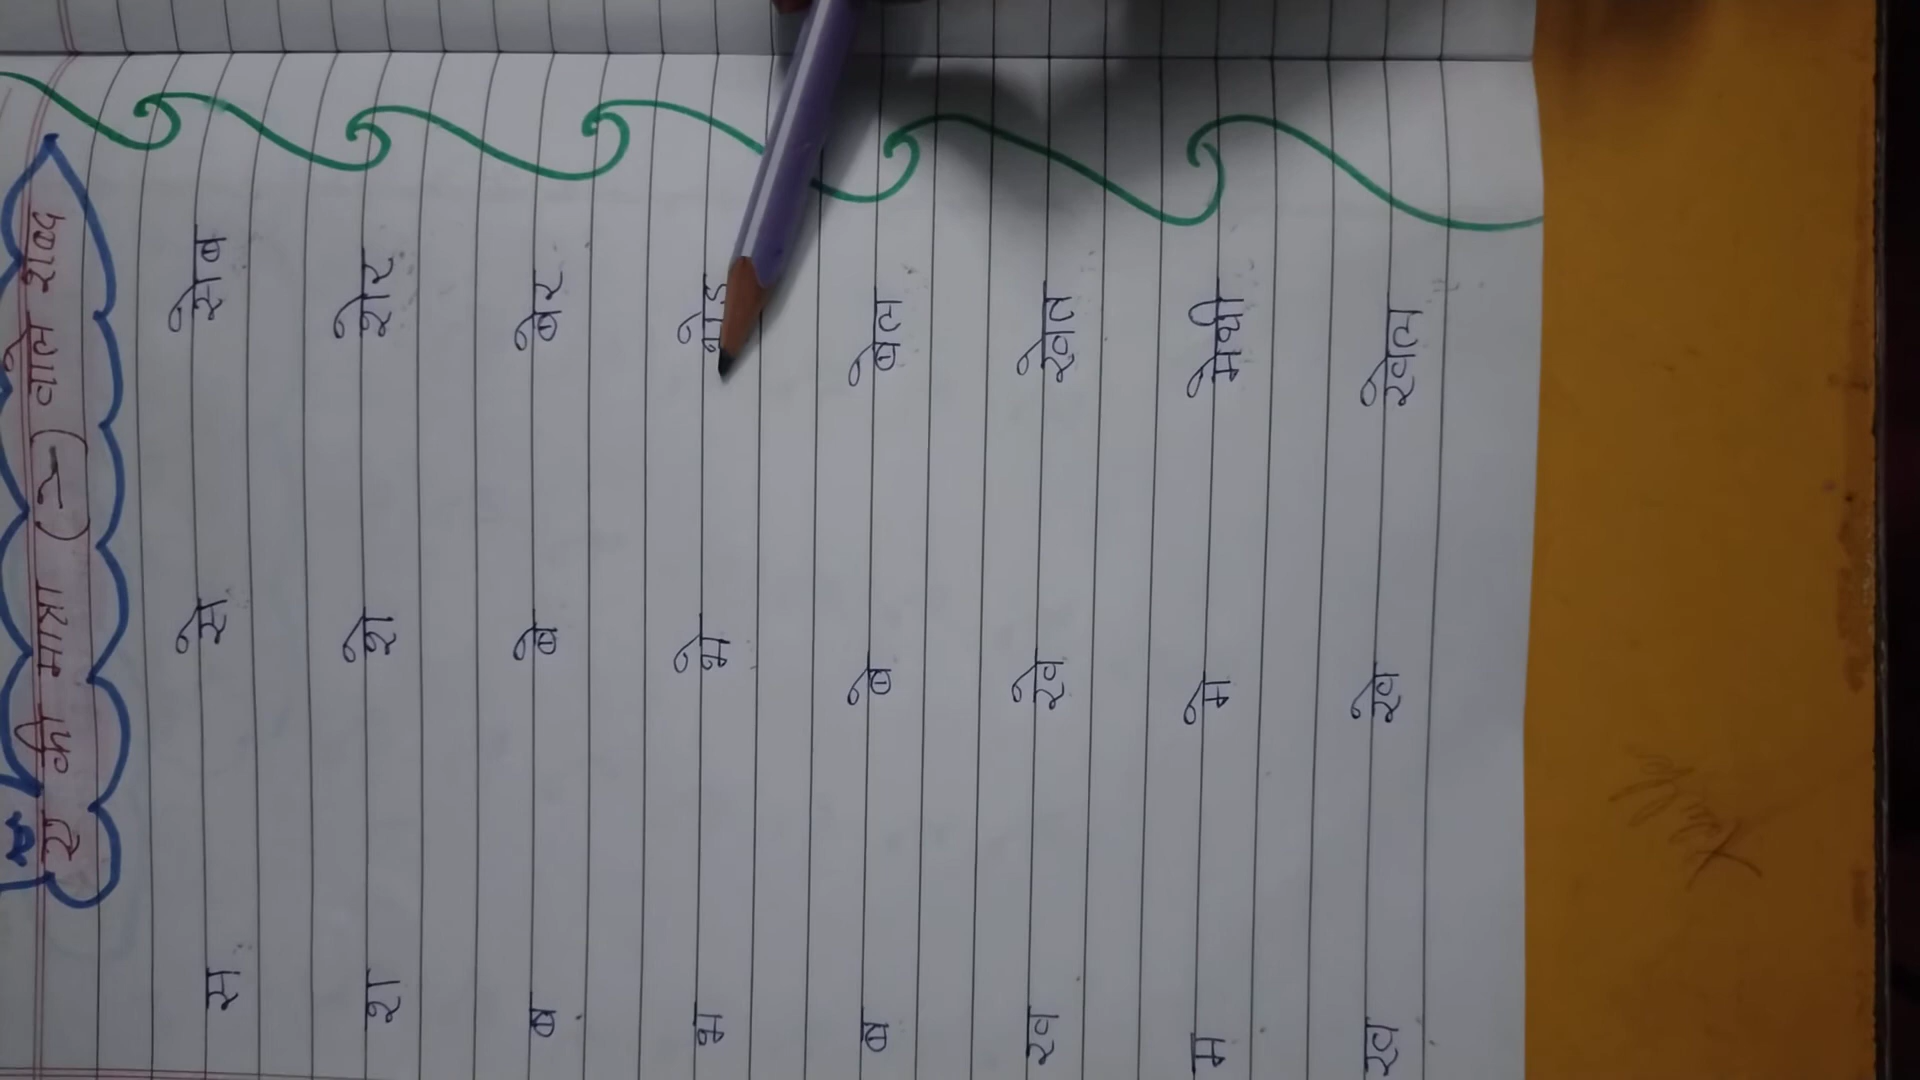 ए की मात्रा (े) वाले शब्द
स से सेब
श शे शेर
ब बे बेर
भ भे भेड
ब बे बेल
ख खे खेत
म मे मेथी
ख खे खेल